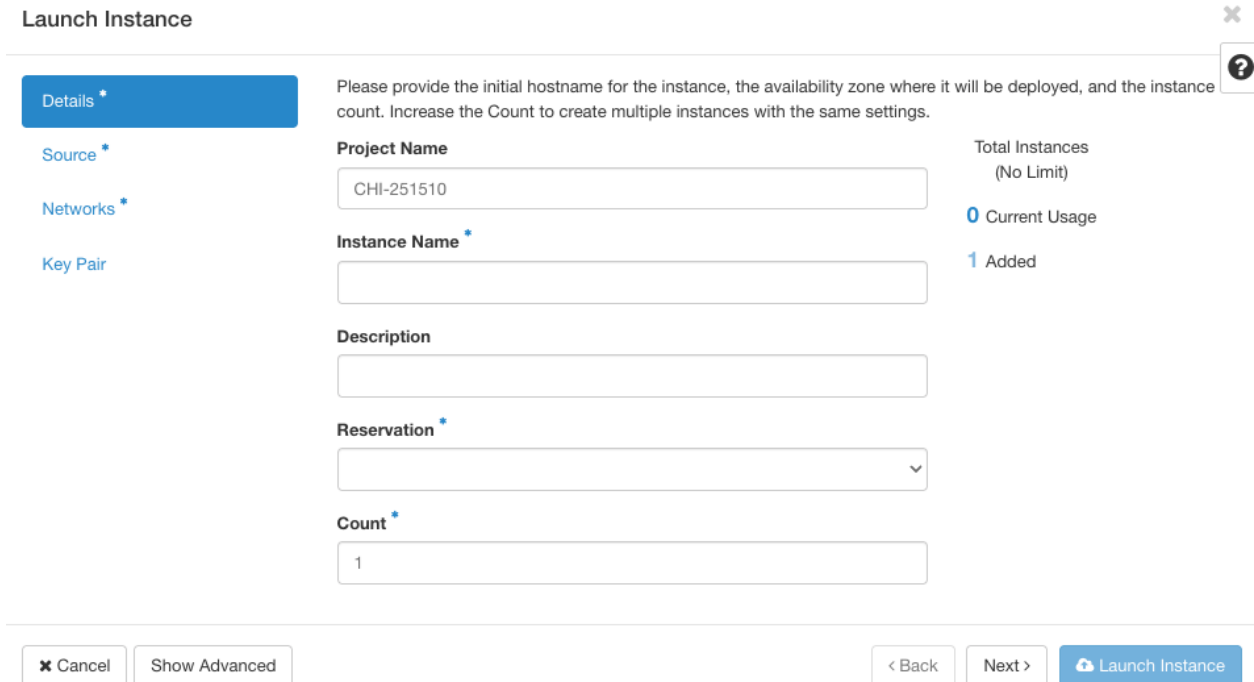 Launch Instance
Details *
Source *
Networks *
Key Pair
Please provide the initial hostname for the instance, the availability zone where it will be deployed, and the instance
count. Increase the Count to create multiple instances with the same settings.
Project Name
CHI-251510
Instance Name *
Description
Reservation *
Count *
1
Total Instances
(No Limit)
0 Current Usage
1 Added
✖ Cancel
Show Advanced
< Back
Next >
Launch Instance